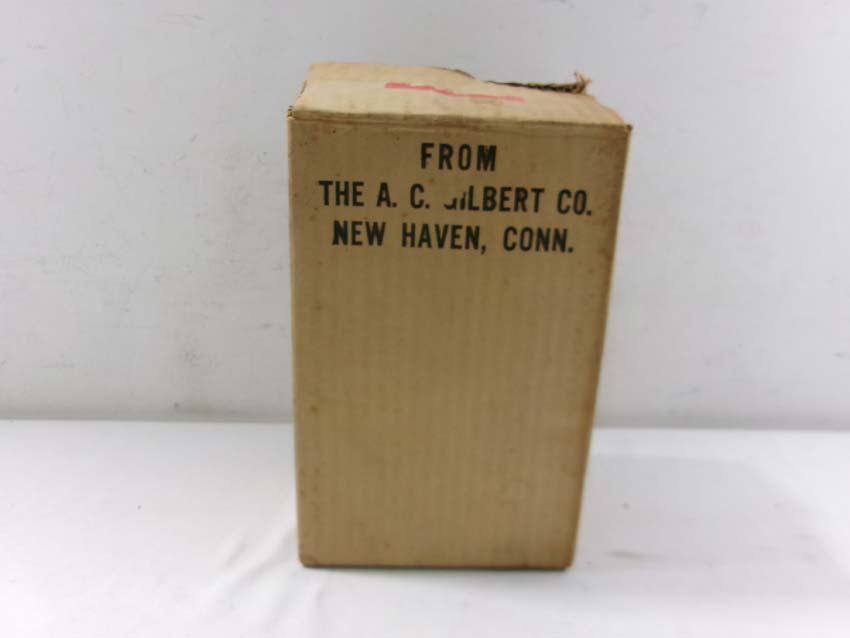 FROM
THE A. C. GILBERT CO.
NEW HAVEN, CONN.